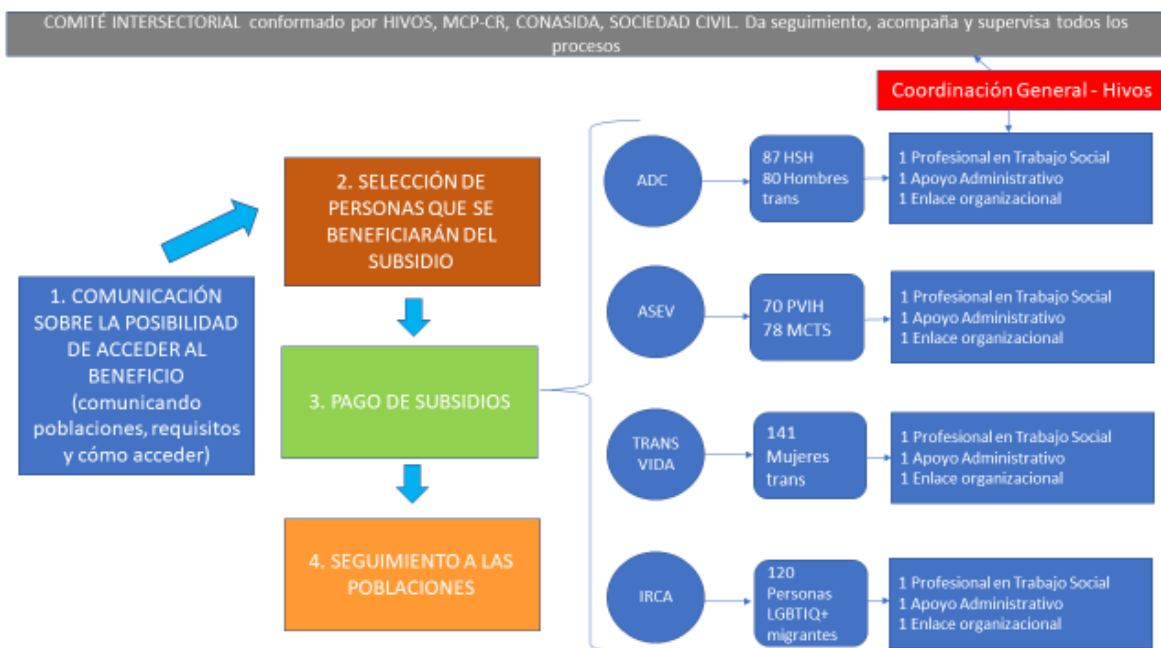 COMITÉ INTERSECTORIAL conformado por HIVOS, MCP-CR, CONASIDA, SOCIEDAD CIVIL. Da seguimiento, acompaña y supervisa todos los
procesos
Coordinación General - Hivos
1. COMUNICACIÓN
SOBRE LA POSIBILIDAD
DE ACCEDER AL
BENEFICIO
(comunicando
poblaciones, requisitos
y cómo acceder)
2. SELECCIÓN DE
PERSONAS QUE SE
BENEFICIARÁN DEL
SUBSIDIO
3. PAGO DE SUBSIDIOS
4. SEGUIMIENTO A LAS
POBLACIONES
ADC
87 HSH
80 Hombres
trans
1 Profesional en Trabajo Social
1 Apoyo Administrativo
1 Enlace organizacional
ASEV
70 PVIH
78 MCTS
1 Profesional en Trabajo Social
1 Apoyo Administrativo
1 Enlace organizacional
TRANS
VIDA
141
Mujeres
trans
1 Profesional en Trabajo Social
1 Apoyo Administrativo
1 Enlace organizacional
IRCA
120
Personas
LGBTIQ+
migrantes
1 Profesional en Trabajo Social
1 Apoyo Administrativo
1 Enlace organizacional